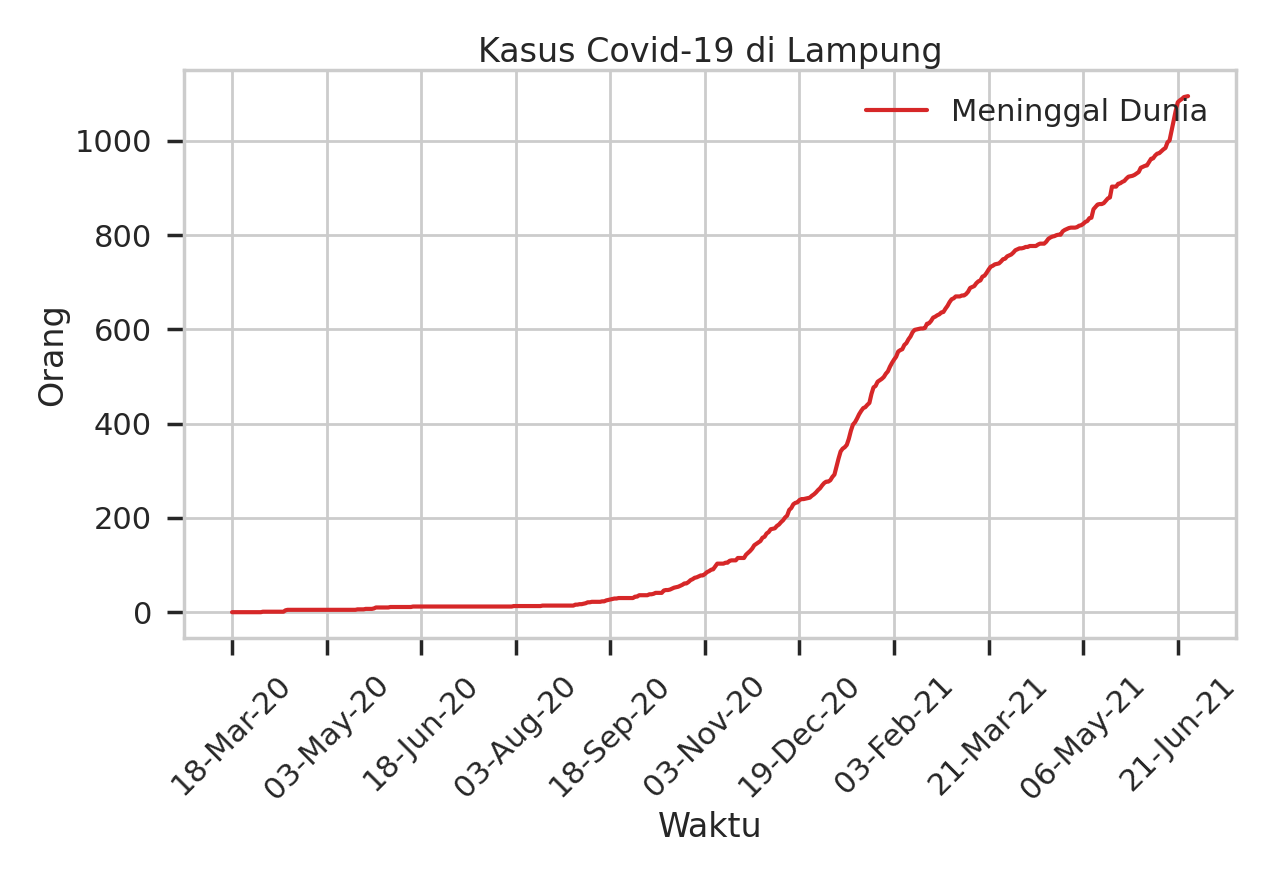 Kasus Covid-19 di Lampung
Meninggal Dunia
1000
800
600
400
200
0
Orang
18-Mar-20
03-May-20
18-Jun-20
03-Aug-20
18-Sep-20
03-Nov-20
19-Dec-20
03-Feb-21
21-Mar-21
06-May-21
21-Jun-21
Waktu